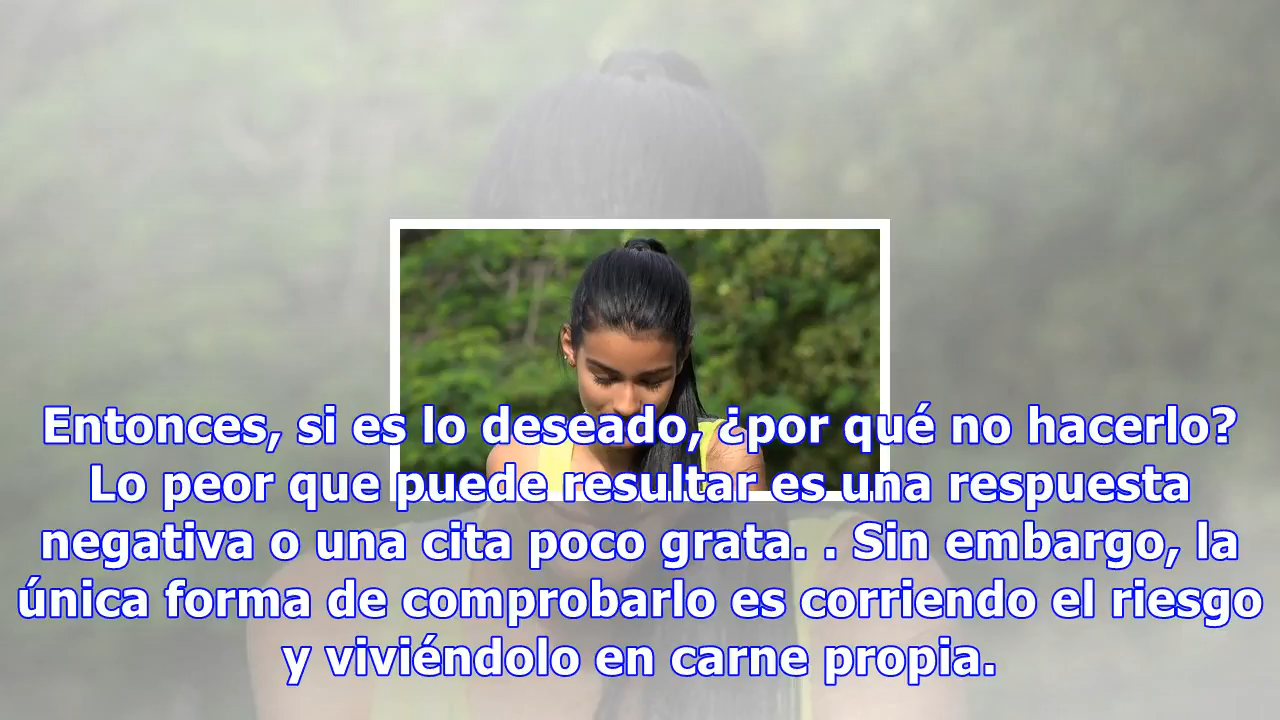 Entonces, si es lo deseado, ¿por qué no hacerlo?
Lo peor que puede resultar es una respuesta
negativa o una cita poco grata. . Sin embargo, la
única forma de comprobarlo es corriendo el riesgo
y viviéndolo en carne propia.